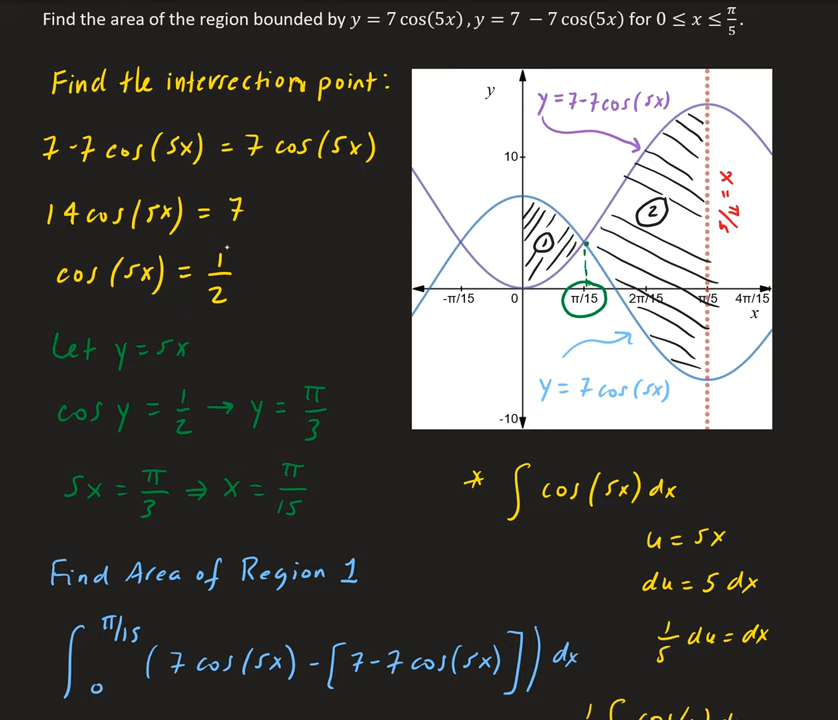 Find the area of the region bounded by y = 7 cos(5x) , y = 7 − 7 cos(5x) for 0 ≤ x ≤ π/5.
Find the intersection point:
7-7 cos(5x) = 7 cos(5x)
14 cos(5x) = 7
cos(5x) = 1/2
Let y = 5x
cos y = 1/2 → y = π/3
5x = π/3 ⇒ x = π/15
y
y = 7-7cos(5x)
10
x = π/5
1
2
-π/15 0 π/15 2π/15 π/5 4π/15
x
y = 7cos(5x)
-10
* ∫ cos(5x) dx
u = 5x
du = 5 dx
1/5 du = dx
Find Area of Region 1
∫₀^π/15 (7 cos(5x) - [7-7 cos(5x)]) dx